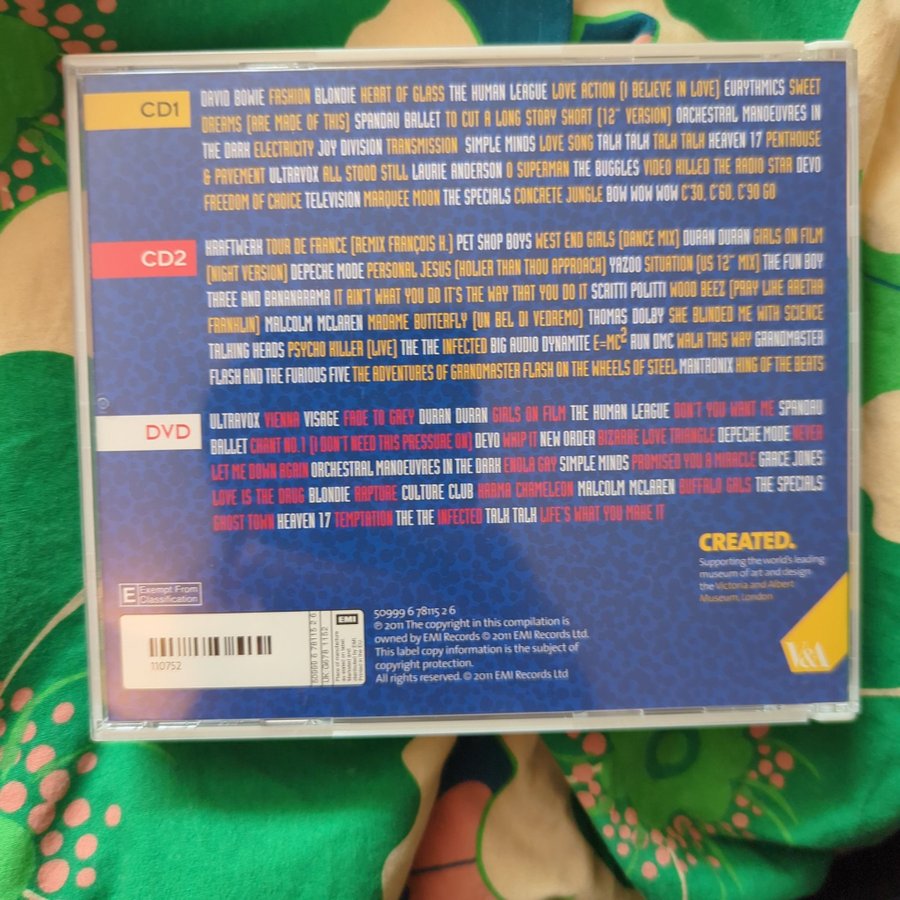 CD1
DAVID BOWIE FASHION BLONDIE HEART OF GLASS THE HUMAN LEAGUE LOVE ACTION (I BELIEVE IN LOVE) EURYTHMICS SWEET
DREAMS (ARE MADE OF THIS) SPANDAU BALLET TO CUT A LONG STORY SHORT (12" VERSION) ORCHESTRAL MANOEUVRES IN
THE DARK ELECTRICITY JOY DIVISION TRANSMISSION SIMPLE MINDS LOVE SONG TALK TALK TALK TALK HEAVEN 17 PENTHOUSE
& PAVEMENT ULTRAVOX ALL STOOD STILL LAURIE ANDERSON O SUPERMAN THE BUGGLES VIDEO KILLED THE RADIO STAR DEVO
FREEDOM OF CHOICE TELEVISION MARQUEE MOON THE SPECIALS CONCRETE JUNGLE BOW WOW WOW C'30, C'60, C'90 GO
CD2
KRAFTWERK TOUR DE FRANCE (REMIX FRANÇOIS K.) PET SHOP BOYS WEST END GIRLS (DANCE MIX) DURAN DURAN GIRLS ON FILM
(NIGHT VERSION) DEPECHE MODE PERSONAL JESUS (HOLIER THAN THOU APPROACH) YAZOO SITUATION (US 12" MIX) THE FUN BOY
THREE AND BANANARAMA IT AIN'T WHAT YOU DO IT'S THE WAY THAT YOU DO IT SCRITTI POLITTI WOOD BEEZ (PRAY LIKE ARETHA
FRANKLIN) MALCOLM MCLAREN MADAME BUTTERFLY (UN BEL DI VEDREMO) THOMAS DOLBY SHE BLINDED ME WITH SCIENCE
TALKING HEADS PSYCHO KILLER (LIVE) THE THE INFECTED BIG AUDIO DYNAMITE E=MC² RUN DMC WALK THIS WAY GRANDMASTER
FLASH AND THE FURIOUS FIVE THE ADVENTURES OF GRANDMASTER FLASH ON THE WHEELS OF STEEL MANTRONIX KING OF THE BEATS
DVD
ULTRAVOX VIENNA VISAGE FADE TO GREY DURAN DURAN GIRLS ON FILM THE HUMAN LEAGUE DON'T YOU WANT ME SPANDAU
BALLET CHANT NO. 1 (I DON'T NEED THIS PRESSURE ON) DEVO WHIP IT NEW ORDER BIZARRE LOVE TRIANGLE DEPECHE MODE NEVER
LET ME DOWN AGAIN ORCHESTRAL MANOEUVRES IN THE DARK ENOLA GAY SIMPLE MINDS PROMISED YOU A MIRACLE GRACE JONES
LOVE IS THE DRUG BLONDIE RAPTURE CULTURE CLUB KARMA CHAMELEON MALCOLM MCLAREN BUFFALO GALS THE SPECIALS
GHOST TOWN HEAVEN 17 TEMPTATION THE THE INFECTED TALK TALK LIFE'S WHAT YOU MAKE IT
CREATED.
Supporting the world's leading
museum of art and design
the Victoria and Albert
Museum, London
V&A
E Exempt From
Classification
110752
50999 6 78115 2 6
UK: 0678 1152
EMI
50999 6 78115 2 6
℗ 2011 The copyright in this compilation is
owned by EMI Records © 2011 EMI Records Ltd.
This label copy information is the subject of
copyright protection.
All rights reserved. © 2011 EMI Records Ltd